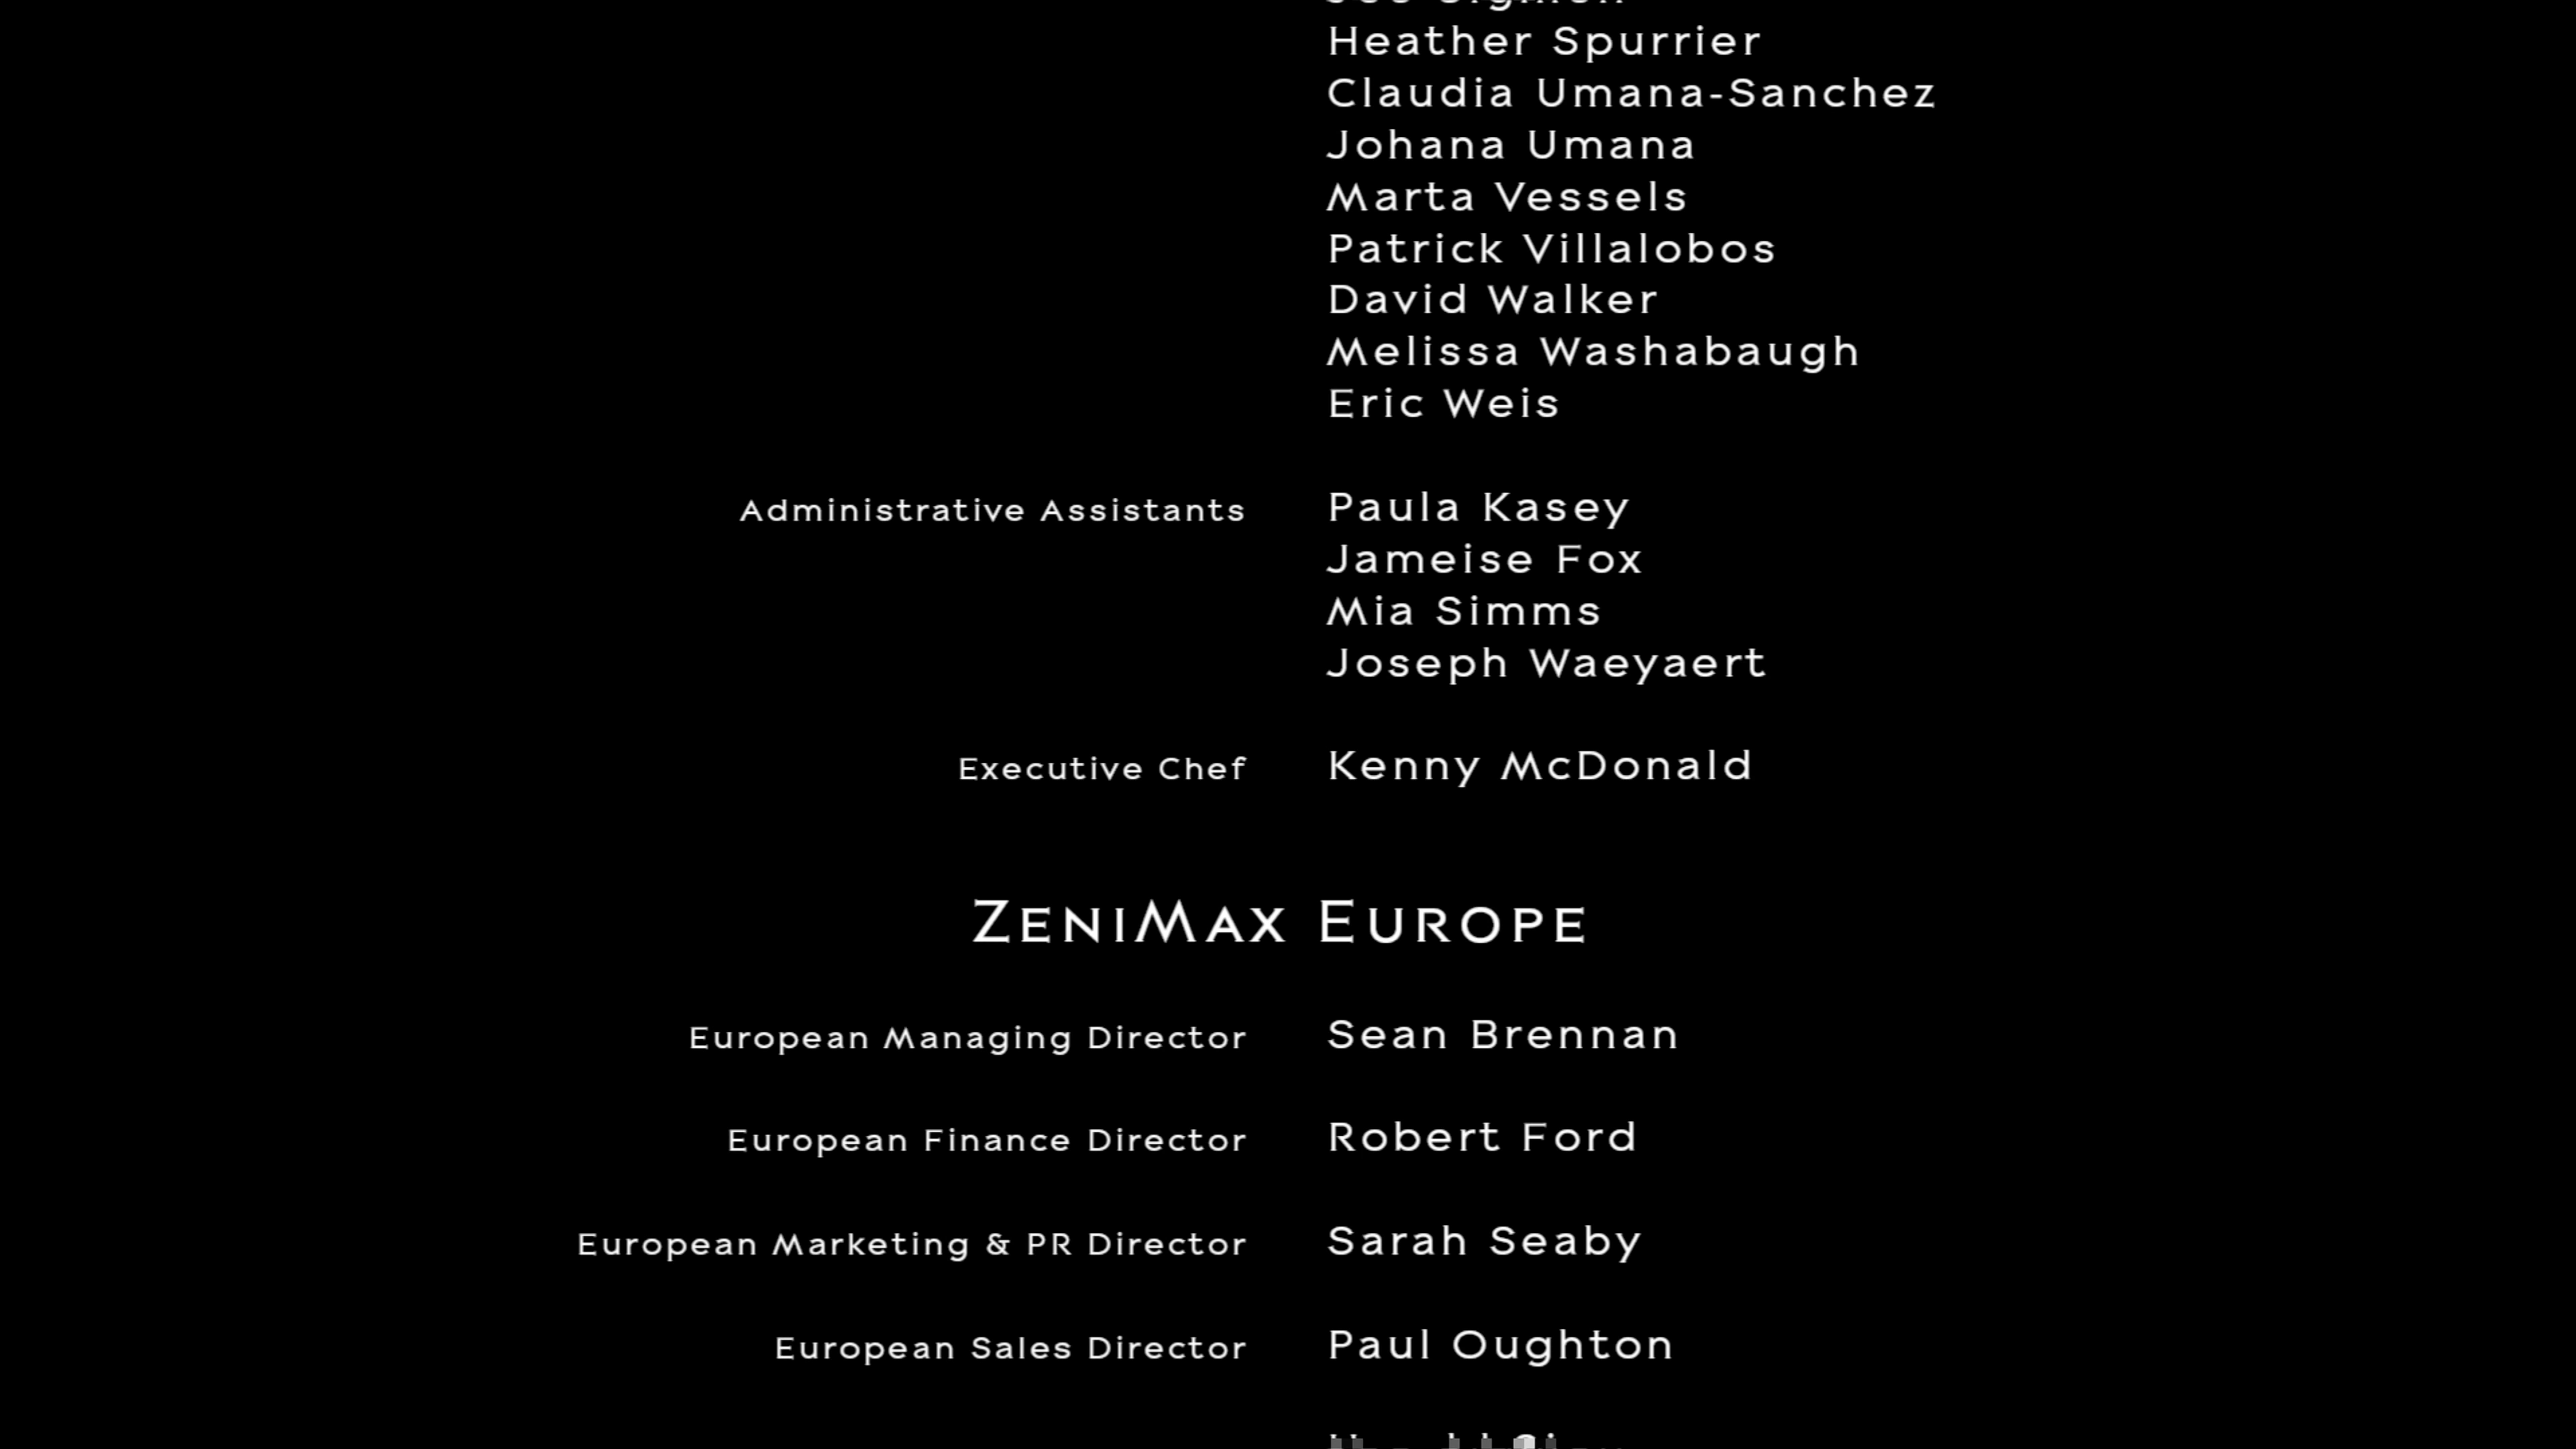 Heather Spurrier
Claudia Umana-Sanchez
Johana Umana
Marta Vessels
Patrick Villalobos
David Walker
Melissa Washabaugh
Eric Weis
Administrative Assistants Paula Kasey
Jameise Fox
Mia Simms
Joseph Waeyaert
Executive Chef Kenny McDonald
ZeniMax Europe
European Managing Director Sean Brennan
European Finance Director Robert Ford
European Marketing & PR Director Sarah Seaby
European Sales Director Paul Oughton